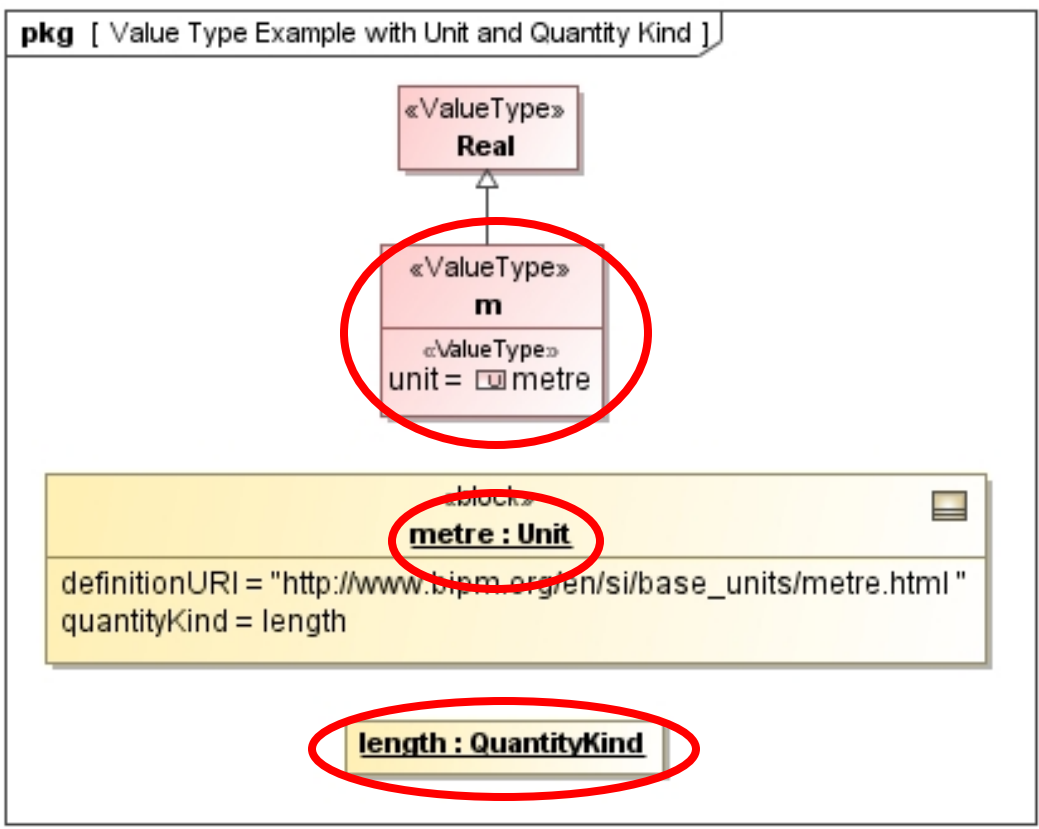 pkg [ Value Type Example with Unit and Quantity Kind ]
«ValueType»
Real
«ValueType»
m
«ValueType»
unit = u metre
«block»
metre : Unit
definitionURI = "http://www.bipm.org/en/si/base_units/metre.html "
quantityKind = length
length : QuantityKind